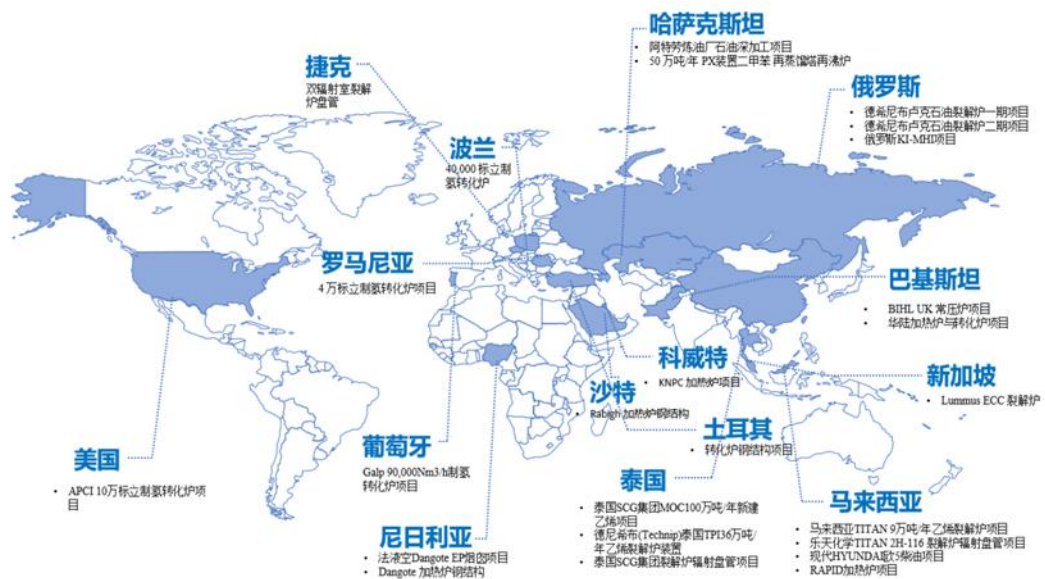 哈萨克斯坦
• 阿特劳炼油厂石油深加工项目
• 50 万吨/年 PX装置二甲苯 再蒸馏塔再沸炉
捷克
双辐射室裂解
炉盘管
俄罗斯
• 德希尼布卢克石油裂解炉一期项目
• 德希尼布卢克石油裂解炉二期项目
• 俄罗斯KI-MHI项目
波兰
40,000 标立制
氢转化炉
罗马尼亚
4 万标立制氢转化炉项目
巴基斯坦
• BIHL UK 常压炉项目
• 华陆加热炉与转化炉项目
科威特
• KNPC 加热炉项目
新加坡
• Lummus ECC 裂解炉
沙特
• Rabigh 加热炉钢结构
土耳其
• 转化炉钢结构项目
美国
• APCI 10万标立制氢转化炉项
目
葡萄牙
Galp 90,000Nm3/h制氢
转化炉项目
泰国
• 泰国SCG集团MOC100万吨/年新建
乙烯项目
• 德尼希布(Technip)泰国TPI36万吨/
年乙烯裂解炉装置
• 泰国SCG集团裂解炉辐射盘管项目
马来西亚
• 马来西亚TITAN 9万吨/年乙烯裂解炉项目
• 乐天化学TITAN 2H-116 裂解炉辐射盘管项目
• 现代HYUNDAI欧5柴油项目
• RAPID加热炉项目
尼日利亚
• 法液空Dangote EP烟囱项目
• Dangote 加热炉钢结构